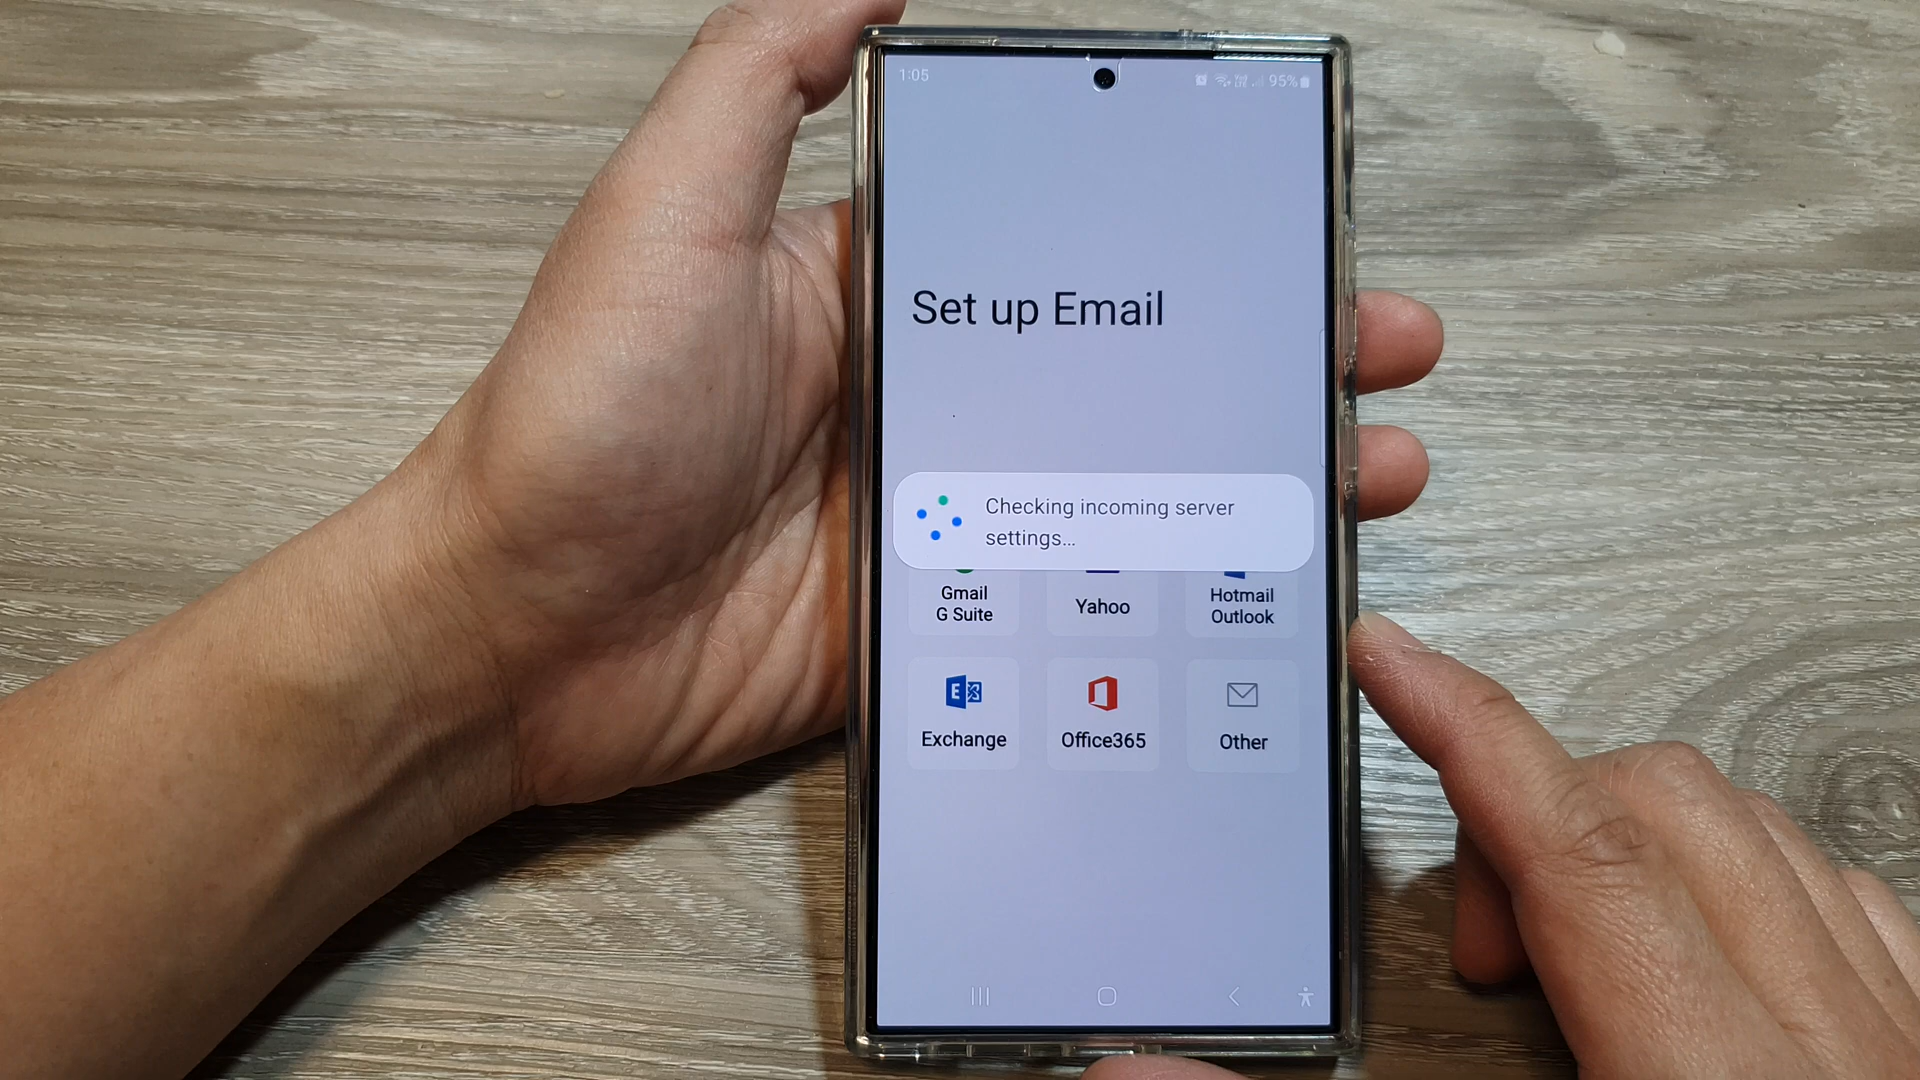 1:05
95%
Set up Email
Checking incoming server
settings...
Gmail
G Suite
Yahoo
Hotmail
Outlook
E
Exchange
Office365
Other